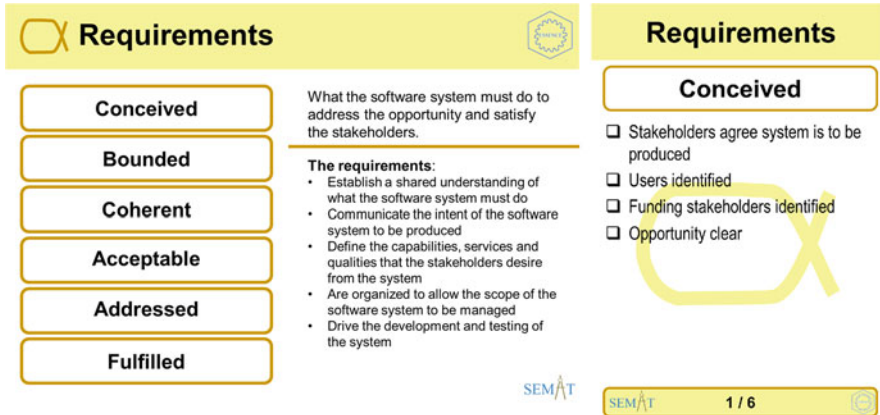 Requirements
Conceived
Bounded
Coherent
Acceptable
Addressed
Fulfilled
What the software system must do to
address the opportunity and satisfy
the stakeholders.
The requirements:
• Establish a shared understanding of
what the software system must do
• Communicate the intent of the software
system to be produced
• Define the capabilities, services and
qualities that the stakeholders desire
from the system
• Are organized to allow the scope of the
software system to be managed
• Drive the development and testing of
the system
SEMAT
Requirements
Conceived
❑ Stakeholders agree system is to be
produced
❑ Users identified
❑ Funding stakeholders identified
❑ Opportunity clear
SEMAT
1 / 6